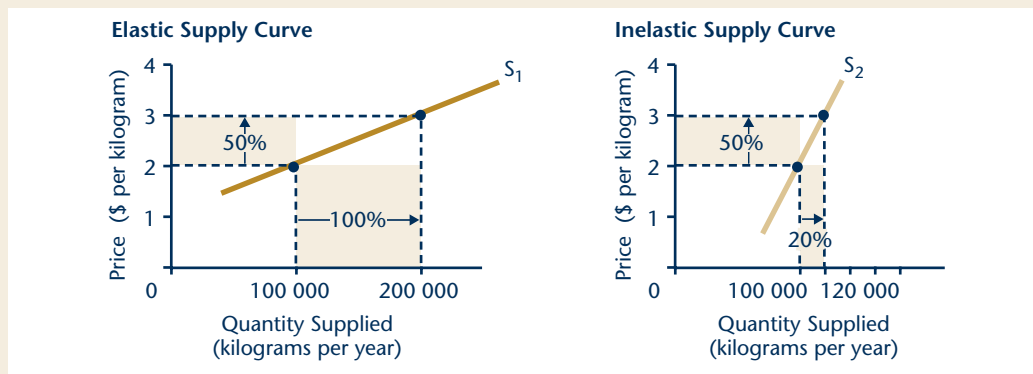 Elastic Supply Curve
Price ($ per kilogram)
4
3
2
1
0
50%
100%
S1
100 000
200 000
Quantity Supplied
(kilograms per year)
Inelastic Supply Curve
Price ($ per kilogram)
4
3
2
1
0
50%
20%
S2
100 000
120 000
Quantity Supplied
(kilograms per year)